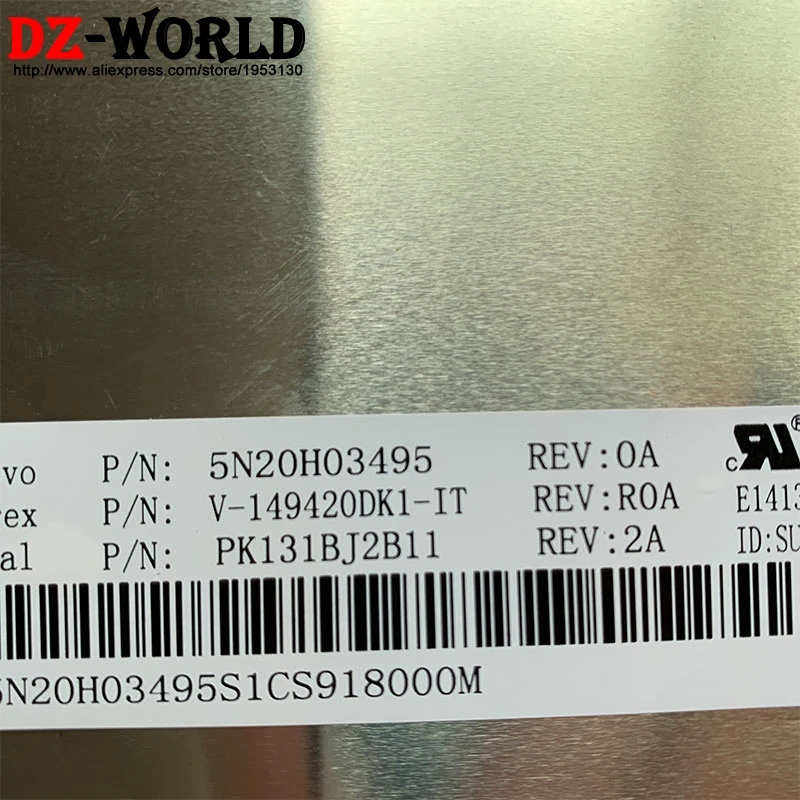 DZ-WORLD
http://www.aliexpress.com/store/1953130
vo P/N: 5N20H03495 REV:0A
rex P/N: V-149420DK1-IT REV:R0A E1413
al P/N: PK131BJ2B11 REV:2A ID:SU
5N20H03495S1CS918000M